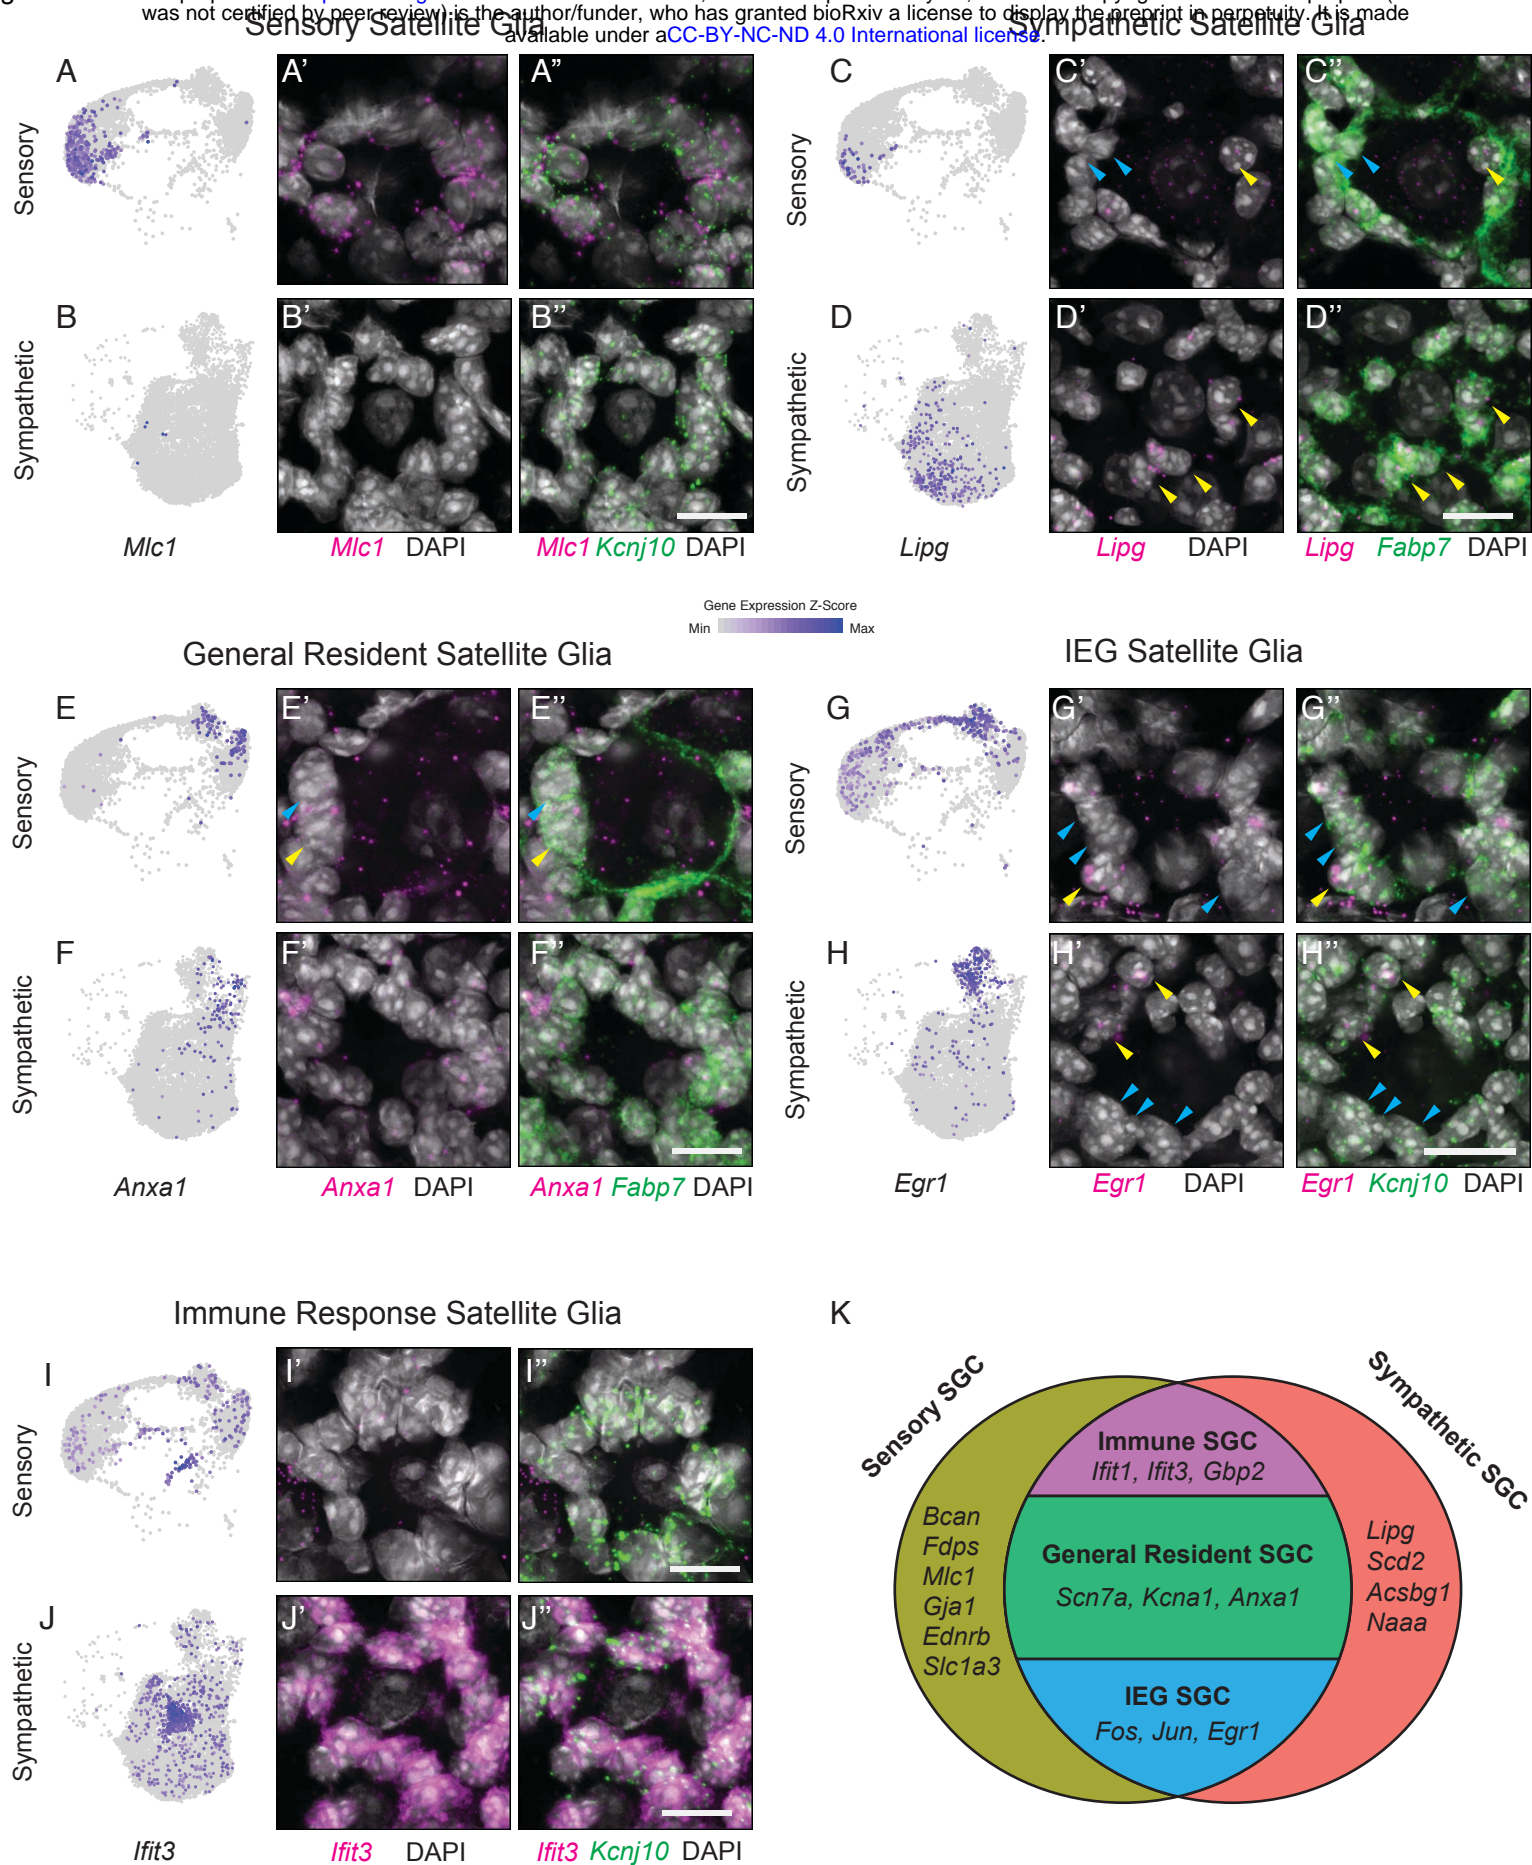 was not certified by peer review) is the author/funder, who has granted bioRxiv a license to display the preprint in perpetuity. It is made
available under aCC-BY-NC-ND 4.0 International license.
Sensory Satellite Glia
Sympathetic Satellite Glia
A A' A" C C' C"
Sensory Sensory
B B' B" D D' D"
Sympathetic Sympathetic
Mlc1 Mlc1 DAPI Mlc1 Kcnj10 DAPI Lipg Lipg DAPI Lipg Fabp7 DAPI
Gene Expression Z-Score
Min Max
General Resident Satellite Glia IEG Satellite Glia
E E' E" G G' G"
Sensory Sensory
F F' F" H H' H"
Sympathetic Sympathetic
Anxa1 Anxa1 DAPI Anxa1 Fabp7 DAPI Egr1 Egr1 DAPI Egr1 Kcnj10 DAPI
Immune Response Satellite Glia
I I' I"
Sensory
J J' J"
Sympathetic
Ifit3 Ifit3 DAPI Ifit3 Kcnj10 DAPI
K
Sensory SGC
Sympathetic SGC
Immune SGC
Ifit1, Ifit3, Gbp2
Bcan
Fdps
Mlc1
Gja1
Ednrb
Slc1a3
General Resident SGC
Scn7a, Kcna1, Anxa1
Lipg
Scd2
Acsbg1
Naaa
IEG SGC
Fos, Jun, Egr1